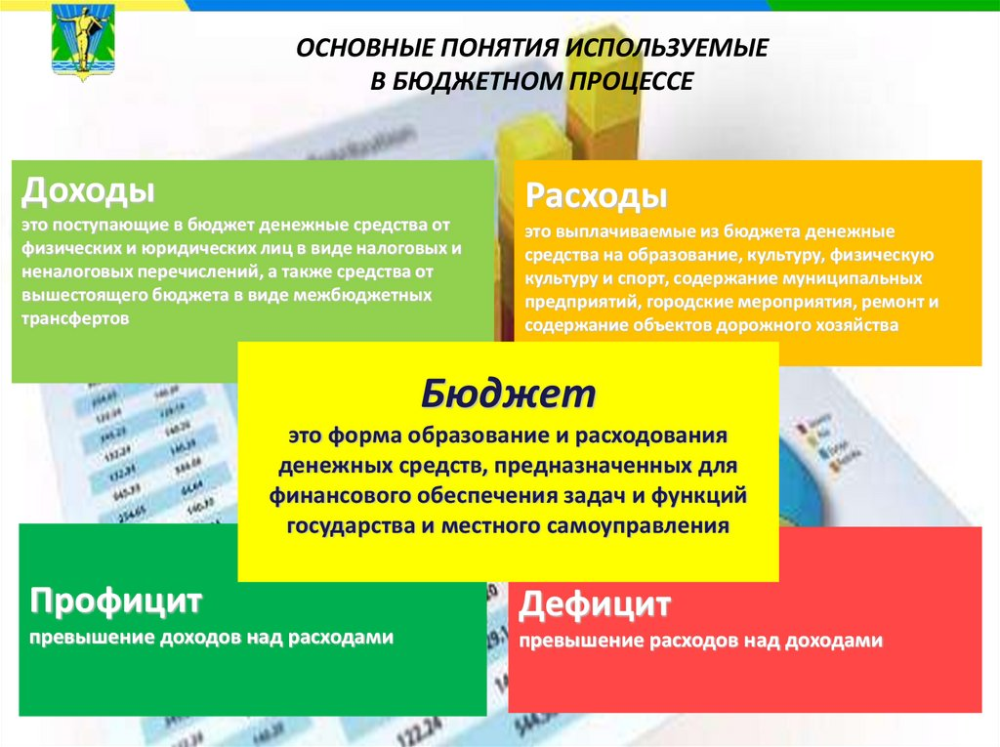 ОСНОВНЫЕ ПОНЯТИЯ ИСПОЛЬЗУЕМЫЕ
В БЮДЖЕТНОМ ПРОЦЕССЕ
Доходы
это поступающие в бюджет денежные средства от
физических и юридических лиц в виде налоговых и
неналоговых перечислений, а также средства от
вышестоящего бюджета в виде межбюджетных
трансфертов
Расходы
это выплачиваемые из бюджета денежные
средства на образование, культуру, физическую
культуру и спорт, содержание муниципальных
предприятий, городские мероприятия, ремонт и
содержание объектов дорожного хозяйства
Бюджет
это форма образование и расходования
денежных средств, предназначенных для
финансового обеспечения задач и функций
государства и местного самоуправления
Профицит
превышение доходов над расходами
Дефицит
превышение расходов над доходами
122.24